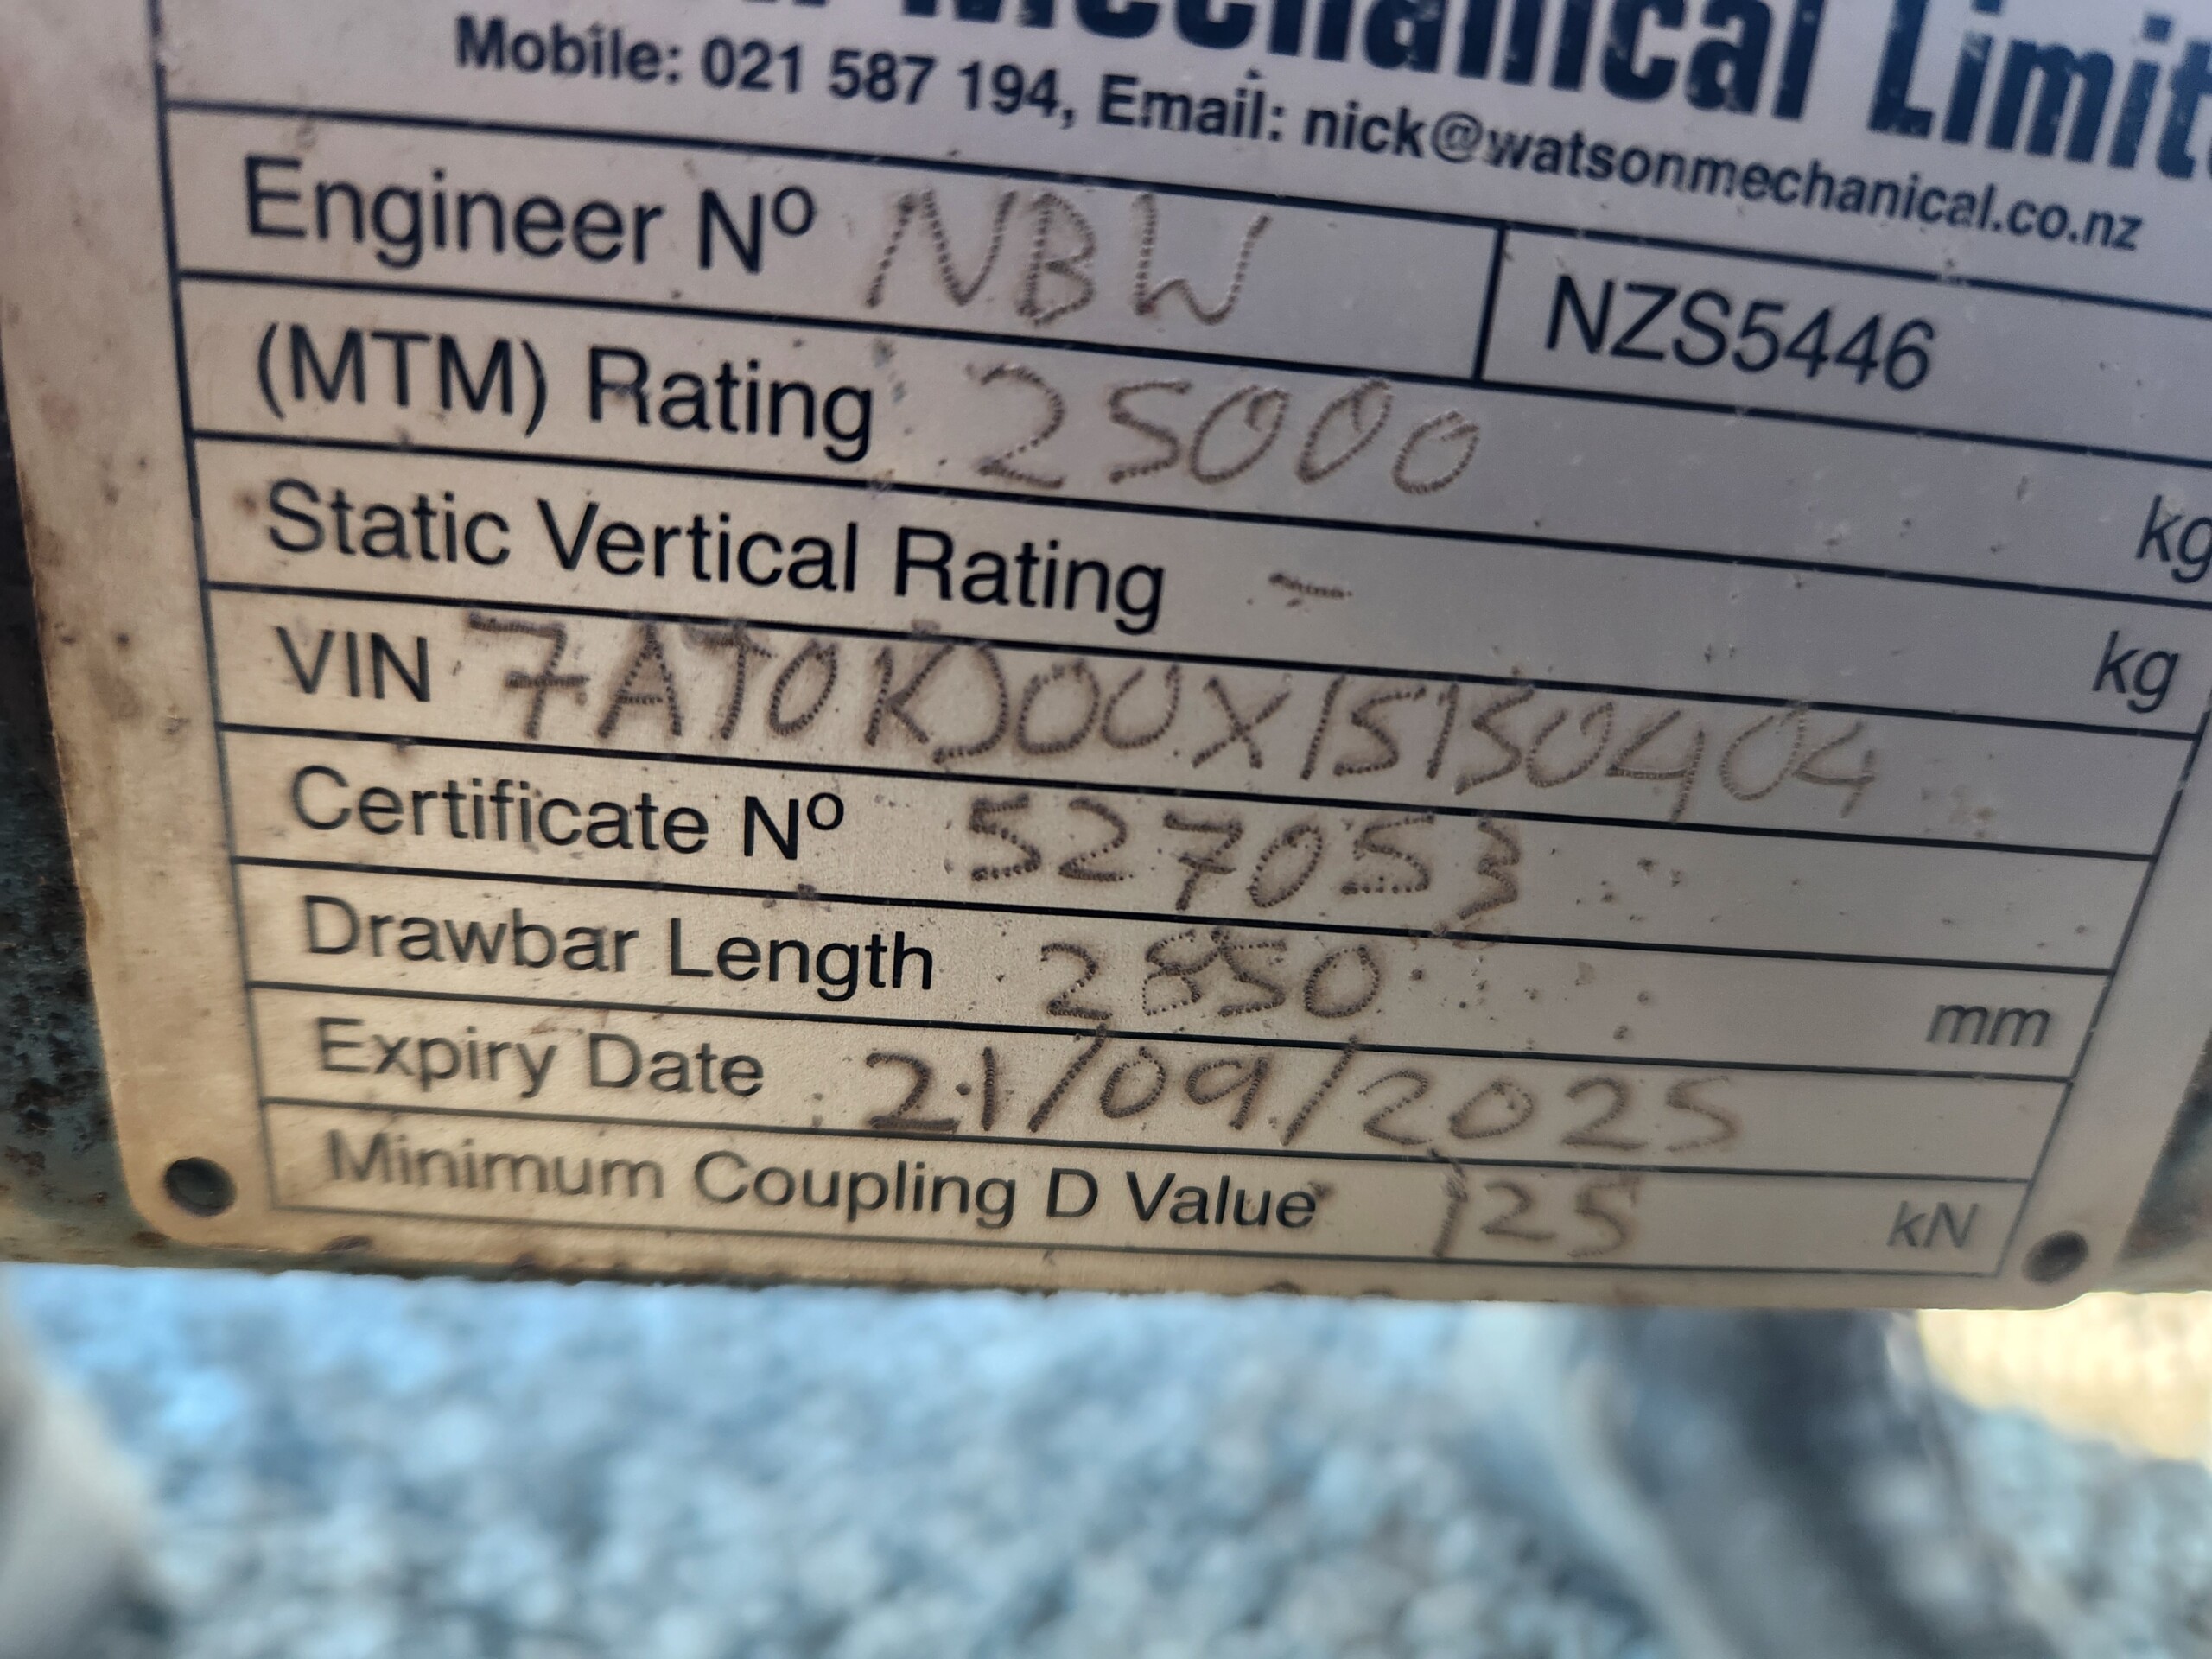 Mechanical Limit
Mobile: 021 587 194, Email: nick@watsonmechanical.co.nz
Engineer Nº NBW NZS5446
(MTM) Rating 25000 kg
Static Vertical Rating - kg
VIN 7AT0KJ00X15130404
Certificate Nº 527053
Drawbar Length 2850 mm
Expiry Date 21/09/2025
Minimum Coupling D Value 125 kN